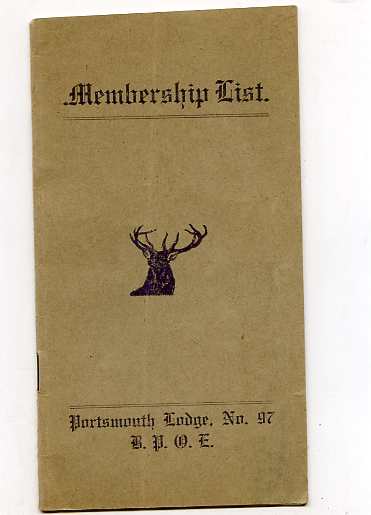 Membership List.
Portsmouth Lodge, No. 97
B. P. O. E.